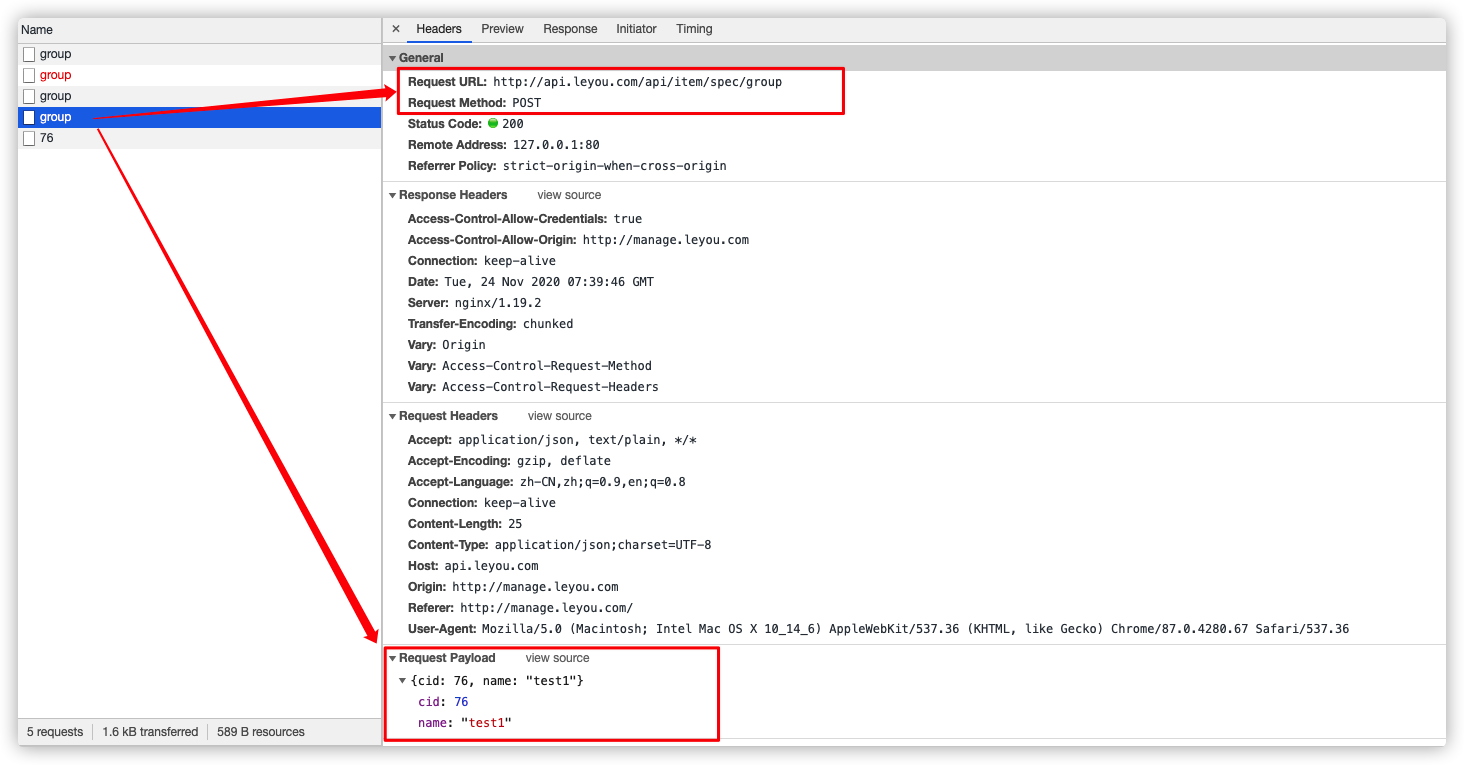 Name
group
group
group
group
76
5 requests 1.6 kB transferred 589 B resources
× Headers Preview Response Initiator Timing
General
Request URL: http://api.leyou.com/api/item/spec/group
Request Method: POST
Status Code: 200
Remote Address: 127.0.0.1:80
Referrer Policy: strict-origin-when-cross-origin
Response Headers view source
Access-Control-Allow-Credentials: true
Access-Control-Allow-Origin: http://manage.leyou.com
Connection: keep-alive
Date: Tue, 24 Nov 2020 07:39:46 GMT
Server: nginx/1.19.2
Transfer-Encoding: chunked
Vary: Origin
Vary: Access-Control-Request-Method
Vary: Access-Control-Request-Headers
Request Headers view source
Accept: application/json, text/plain, */*
Accept-Encoding: gzip, deflate
Accept-Language: zh-CN,zh;q=0.9,en;q=0.8
Connection: keep-alive
Content-Length: 25
Content-Type: application/json;charset=UTF-8
Host: api.leyou.com
Origin: http://manage.leyou.com
Referer: http://manage.leyou.com/
User-Agent: Mozilla/5.0 (Macintosh; Intel Mac OS X 10_14_6) AppleWebKit/537.36 (KHTML, like Gecko) Chrome/87.0.4280.67 Safari/537.36
Request Payload view source
{cid: 76, name: "test1"}
cid: 76
name: "test1"